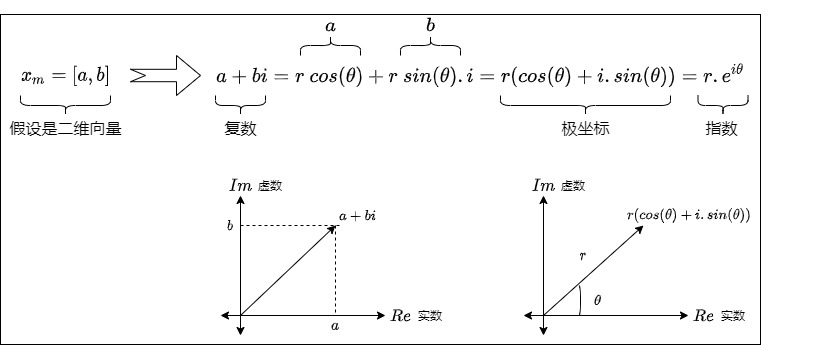 a b
x_m = [a, b] a + bi = r cos(θ) + r sin(θ). i = r(cos(θ) + i. sin(θ)) = r. e^{iθ}
假设是二维向量 复数 极坐标 指数
Im 虚数 Im 虚数
a + bi r(cos(θ) + i. sin(θ))
b
r
θ
Re 实数 Re 实数
a